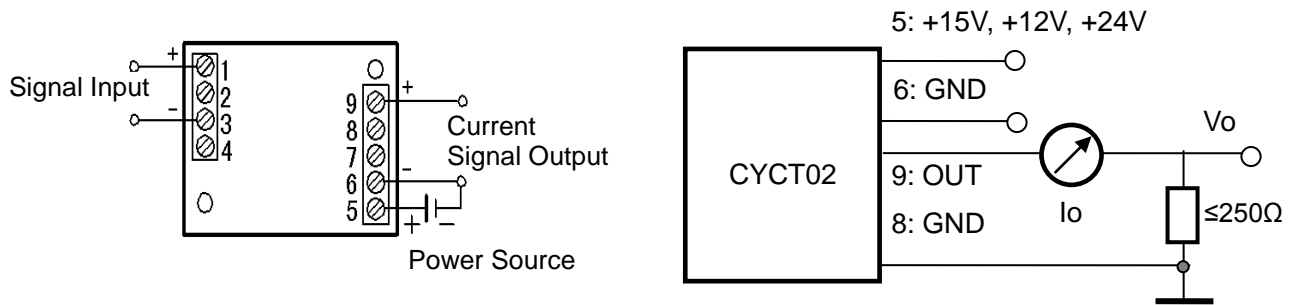 +
Signal Input
-
1
2
3
4
9
8
7
6
5
+
Current
Signal Output
-
+
-
Power Source
5: +15V, +12V, +24V
6: GND
CYCT02
9: OUT
8: GND
Io
Vo
≤250Ω